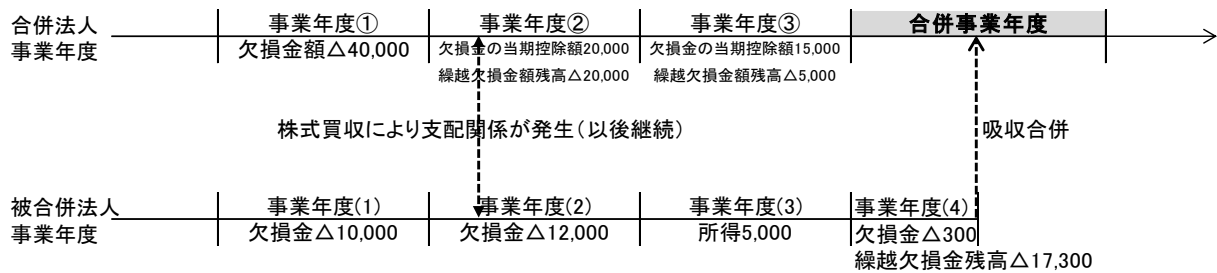 合併法人
事業年度
事業年度① 事業年度② 事業年度③ 合併事業年度
欠損金額△40,000 欠損金の当期控除額20,000 欠損金の当期控除額15,000
繰越欠損金額残高△20,000 繰越欠損金額残高△5,000
株式買収により支配関係が発生(以後継続) 吸収合併
被合併法人
事業年度
事業年度(1) 事業年度(2) 事業年度(3) 事業年度(4)
欠損金△10,000 欠損金△12,000 所得5,000 欠損金△300
繰越欠損金残高△17,300